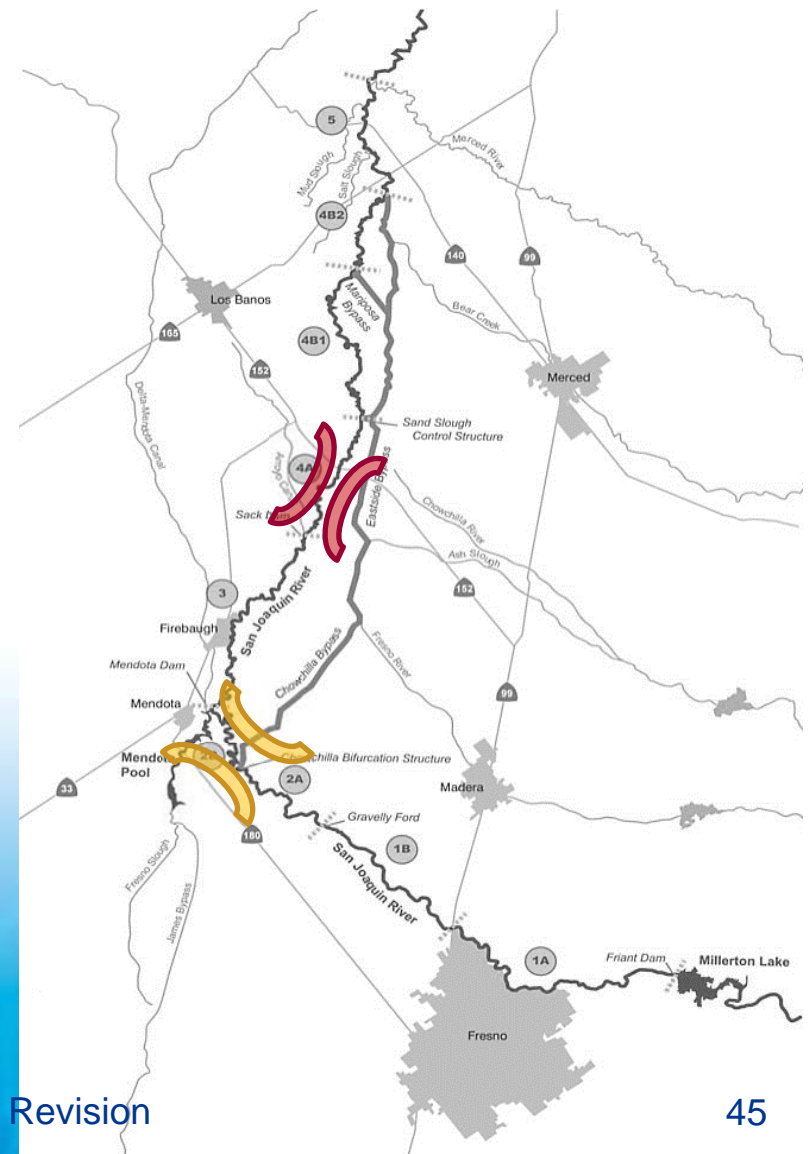 5
Merced River
Mud Slough
Salt Slough
4B2
140
99
Los Banos
Mariposa
Bypass
Bear Creek
165
4B1
152
Merced
Delta-Mendota Canal
Sand Slough
Control Structure
4A
Eastside
Chowchilla River
Sack
Ash Slough
152
3
San Joaquin River
Firebaugh
Chowchilla Bypass
Fresno River
Mendota Dam
99
Mendota
Bifurcation Structure
Pool
2A
Madera
33
Gravelly Ford
180
1B
Fresno Slough
San Joaquin River
James Bypass
1A
Friant Dam
Millerton Lake
Fresno
Revision
45